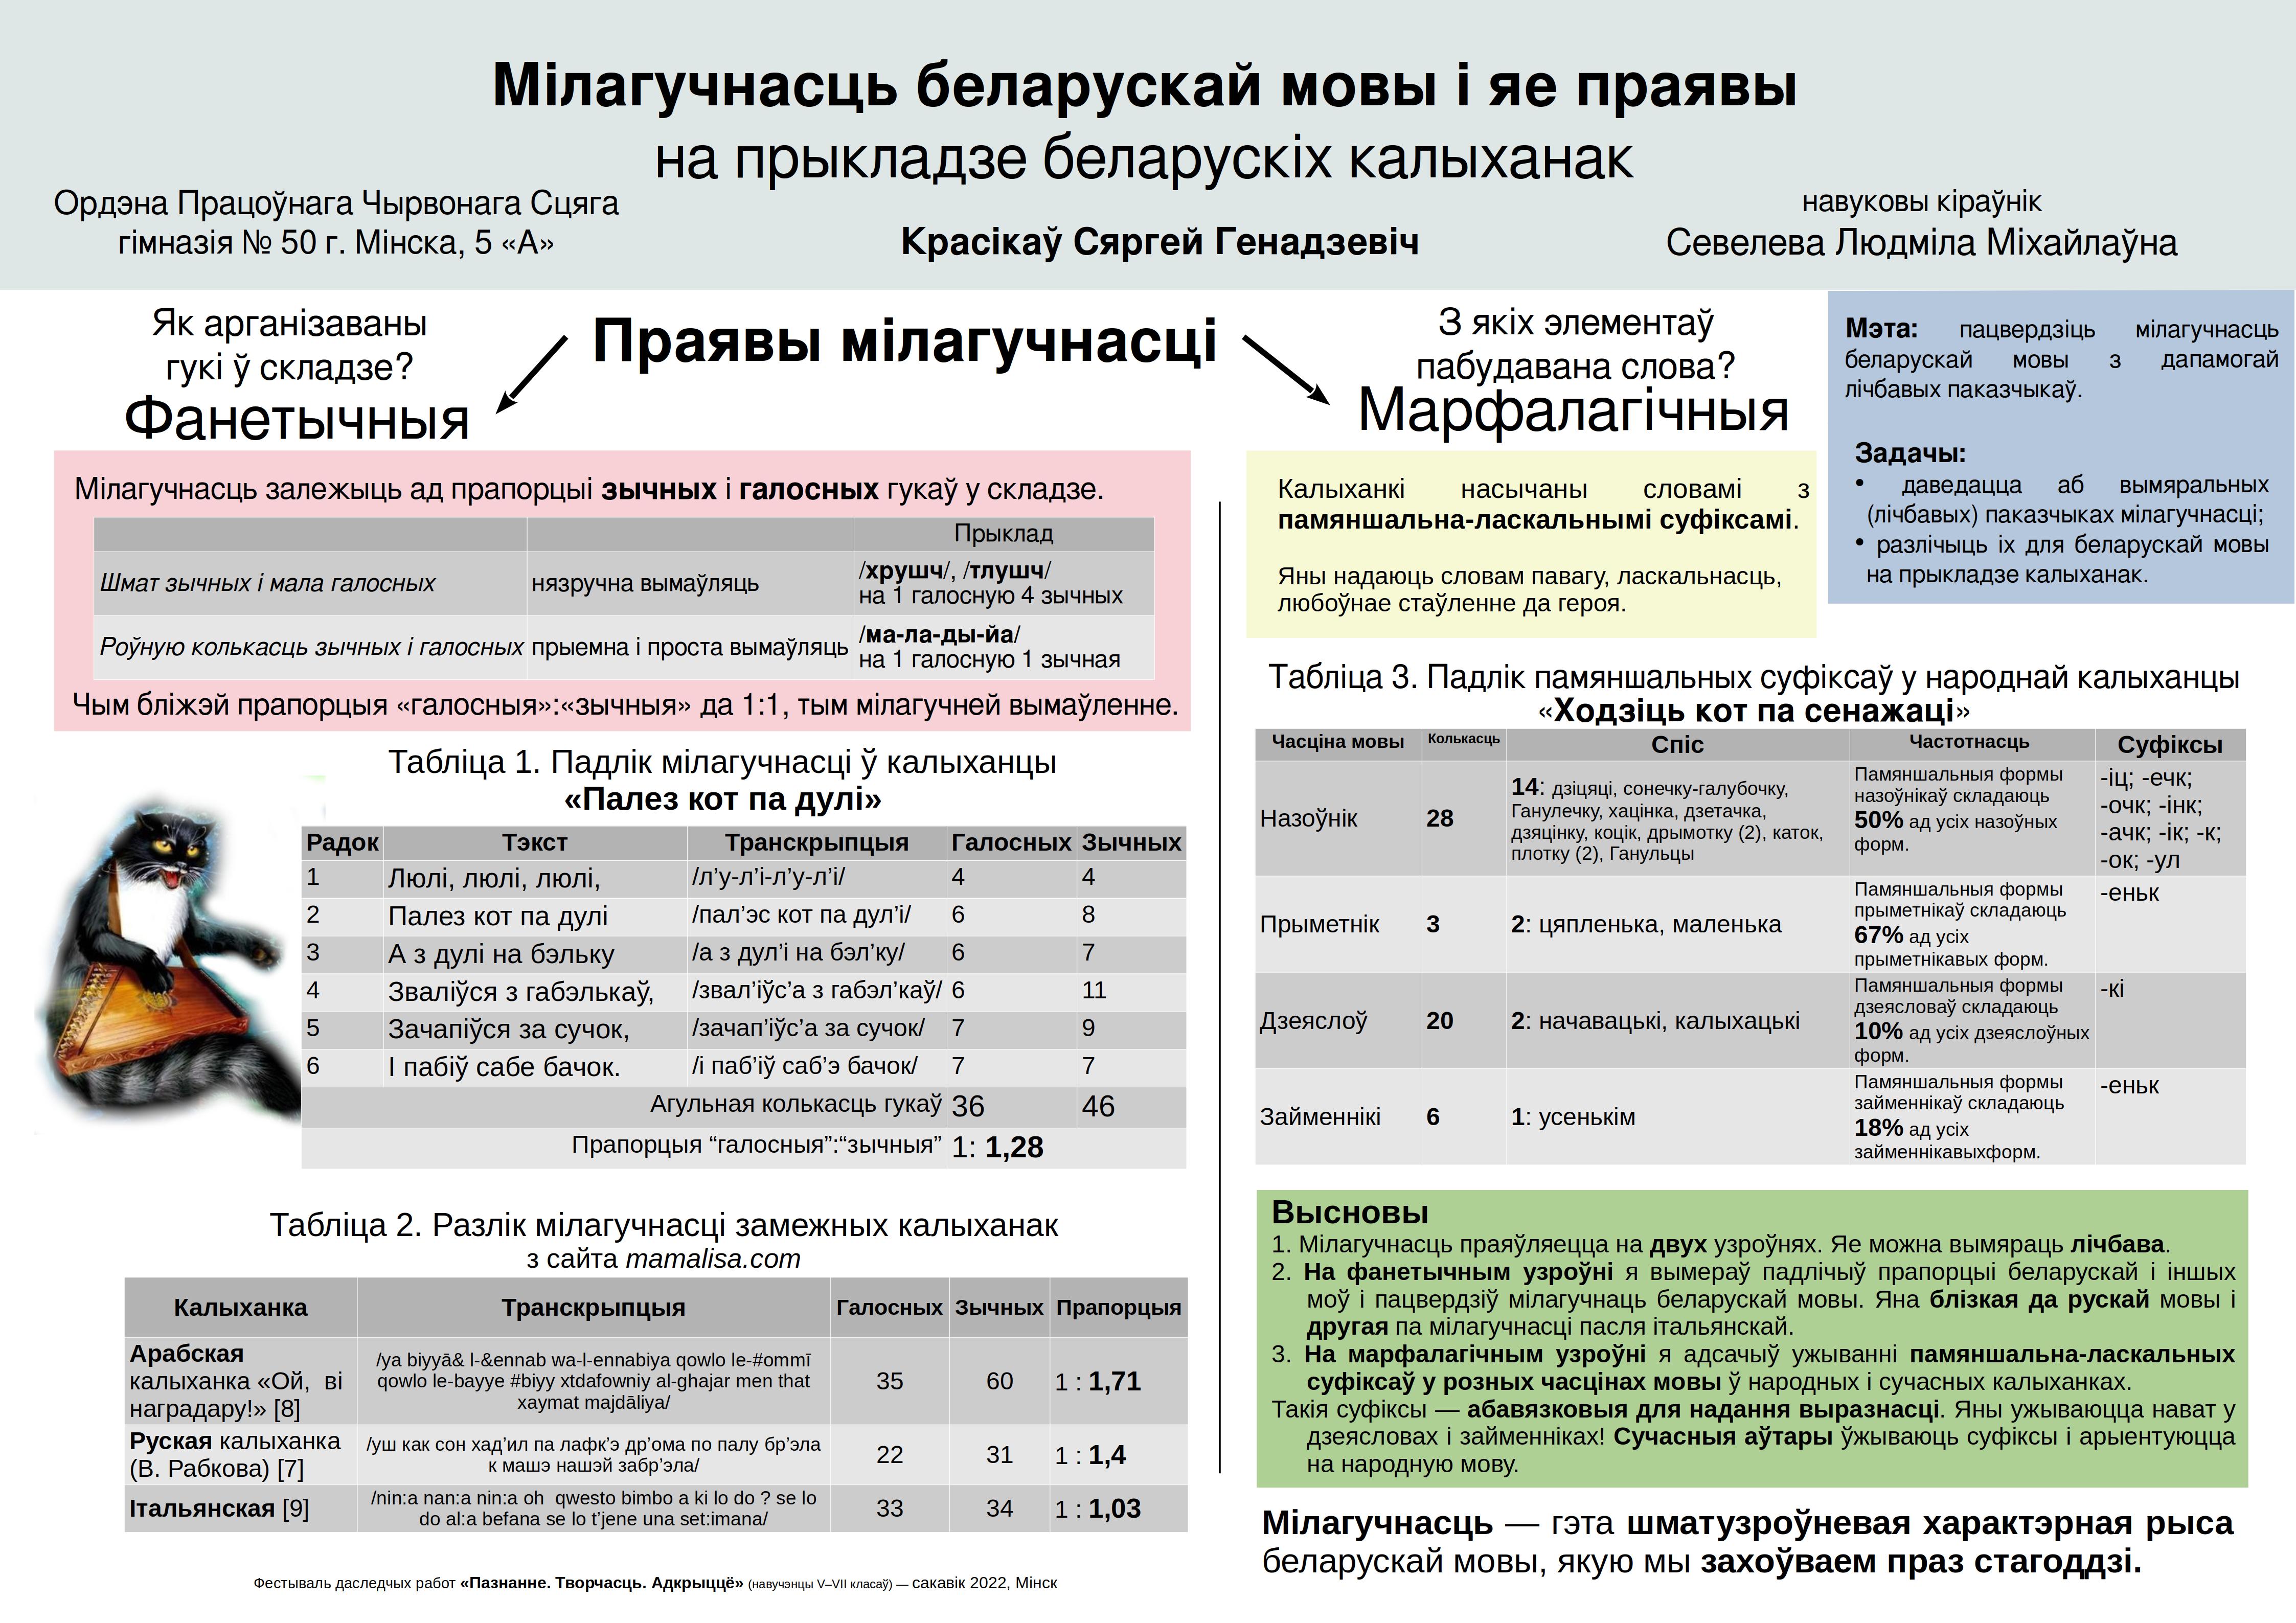 Мілагучнасць беларускай мовы і яе праявы
на прыкладзе беларускіх калыханак
Ордэна Працоўнага Чырвонага Сцяга
гімназія № 50 г. Мінска, 5 «А»
Красікаў Сяргей Генадзевіч
навуковы кіраўнік
Севелева Людміла Міхайлаўна
Праявы мілагучнасці
Як арганізаваны
гукі ў складзе?
Фанетычныя
Мілагучнасць залежыць ад прапорцыі зычных і галосных гукаў у складзе.
Прыклад
Шмат зычных і мала галосных нязручна вымаўляць /хрушч/, /тлушч/
на 1 галосную 4 зычных
Роўную колькасць зычных і галосных прыемна і проста вымаўляць /ма-ла-ды-йа/
на 1 галосную 1 зычная
Чым бліжэй прапорцыя «галосныя»:«зычныя» да 1:1, тым мілагучней вымаўленне.
Табліца 1. Падлік мілагучнасці ў калыханцы
«Палез кот па дулі»
Радок Тэкст Транскрыпцыя Галосных Зычных
1 Люлі, люлі, люлі, /л’у-л’і-л’у-л’і/ 4 4
2 Палез кот па дулі /пал’эс кот па дул’і/ 6 8
3 А з дулі на бэльку /а з дул’і на бэл’ку/ 6 7
4 Зваліўся з габэлькаў, /звал’іўс’а з габэл’каў/ 6 11
5 Зачапіўся за сучок, /зачап’іўс’а за сучок/ 7 9
6 І пабіў сабе бачок. /і паб’іў саб’э бачок/ 7 7
Агульная колькасць гукаў 36 46
Прапорцыя “галосныя”:“зычныя” 1: 1,28
Табліца 2. Разлік мілагучнасці замежных калыханак
з сайта mamalisa.com
Калыханка Транскрыпцыя Галосных Зычных Прапорцыя
Арабская
калыханка «Ой, ві
наградару!» [8]
/ya biyyā& l-&ennab wa-l-ennabiya qowlo le-#ommī
qowlo le-bayye #biyy xtdafowniy al-ghajar men that
xaymat majdāliya/
35 60 1 : 1,71
Руская калыханка
(В. Рабкова) [7]
/уш как сон хад’ил па лафк’э др’ома по палу бр’эла
к машэ нашэй забр’эла/
22 31 1 : 1,4
Італьянская [9]
/nin:a nan:a nin:a oh qwesto bimbo a ki lo do ? se lo
do al:a befana se lo t’jene una set:imana/
33 34 1 : 1,03
Фестываль даследчых работ «Пазнанне. Творчасць. Адкрыццё» (навучэнцы V–VII класаў) — сакавік 2022, Мінск
З якіх элементаў
пабудавана слова?
Марфалагічныя
Калыханкі насычаны словамі з
памяншальна-ласкальнымі суфіксамі.
Яны надаюць словам павагу, ласкальнасць,
любоўнае стаўленне да героя.
Мэта: пацвердзіць мілагучнасць
беларускай мовы з дапамогай
лічбавых паказчыкаў.
Задачы:
• даведацца аб вымяральных
(лічбавых) паказчыках мілагучнасці;
• разлічыць іх для беларускай мовы
на прыкладзе калыханак.
Табліца 3. Падлік памяншальных суфіксаў у народнай калыханцы
«Ходзіць кот па сенажаці»
Часціна мовы Колькасць Спіс Частотнасць Суфіксы
Назоўнік 28
14: дзіцяці, сонечку-галубочку,
Ганулечку, хацінка, дзетачка,
дзяцінку, коцік, дрымотку (2), каток,
плотку (2), Ганульцы
Памяншальныя формы
назоўнікаў складаюць
50% ад усіх назоўных
форм.
-іц; -ечк;
-очк; -інк;
-ачк; -ік; -к;
-ок; -ул
Прыметнік 3 2: цяпленька, маленька
Памяншальныя формы
прыметнікаў складаюць
67% ад усіх
прыметнікавых форм.
-еньк
Дзеяслоў 20 2: начавацькі, калыхацькі
Памяншальныя формы
дзеясловаў складаюць
10% ад усіх дзеяслоўных
форм.
-кі
Займеннікі 6 1: усенькім
Памяншальныя формы
займеннікаў складаюць
18% ад усіх
займеннікавыхформ.
-еньк
Высновы
1. Мілагучнасць праяўляецца на двух узроўнях. Яе можна вымяраць лічбава.
2. На фанетычным узроўні я вымераў падлічыў прапорцыі беларускай і іншых
моў і пацвердзіў мілагучнаць беларускай мовы. Яна блізкая да рускай мовы і
другая па мілагучнасці пасля італьянскай.
3. На марфалагічным узроўні я адсачыў ужыванні памяншальна-ласкальных
суфіксаў у розных часцінах мовы ў народных і сучасных калыханках.
Такія суфіксы — абавязковыя для надання выразнасці. Яны ужываюцца нават у
дзеясловах і займенніках! Сучасныя аўтары ўжываюць суфіксы і арыентуюцца
на народную мову.
Мілагучнасць — гэта шматузроўневая характэрная рыса
беларускай мовы, якую мы захоўваем праз стагоддзі.